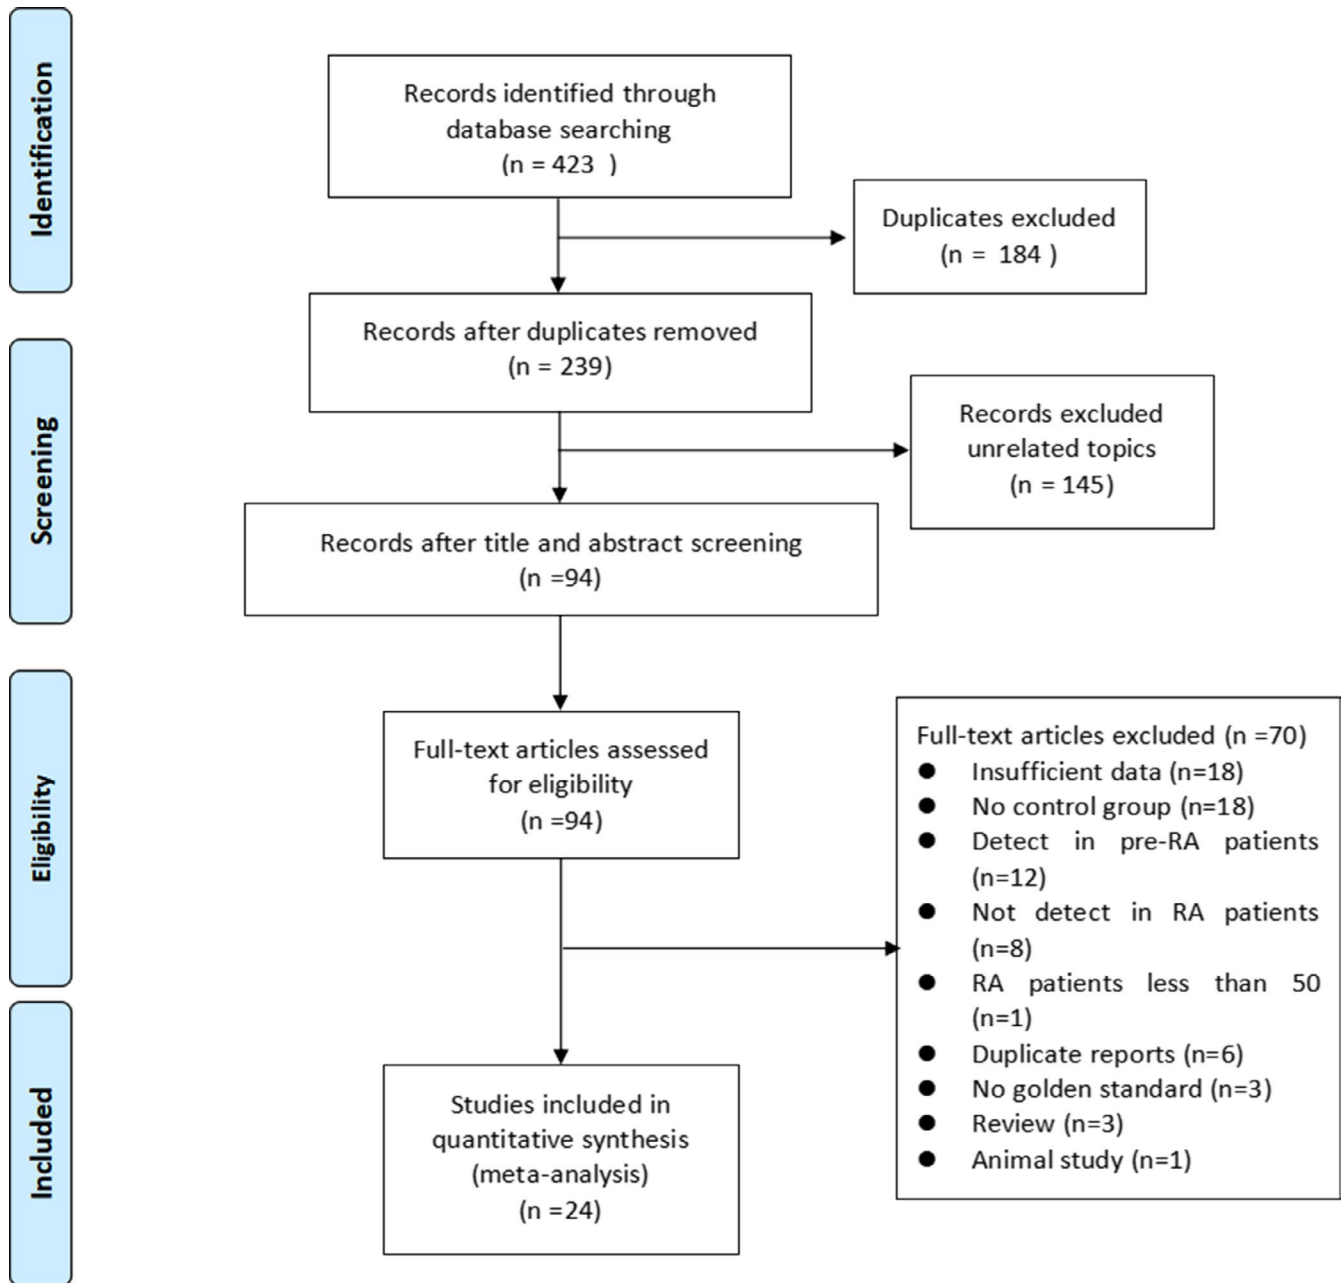 Identification
Records identified through
database searching
(n = 423  )
Duplicates excluded
(n =  184 )
Records after duplicates removed
(n = 239)
Screening
Records excluded
unrelated topics
(n = 145)
Records after title and abstract screening
(n =94)
Eligibility
Full-text articles assessed
for eligibility
(n =94)
Full-text articles excluded (n =70)
● Insufficient data (n=18)
● No control group (n=18)
● Detect in pre-RA patients
(n=12)
● Not detect in RA patients
(n=8)
● RA patients less than 50
(n=1)
● Duplicate reports (n=6)
● No golden standard (n=3)
● Review (n=3)
● Animal study (n=1)
Included
Studies included in
quantitative synthesis
(meta-analysis)
(n =24)